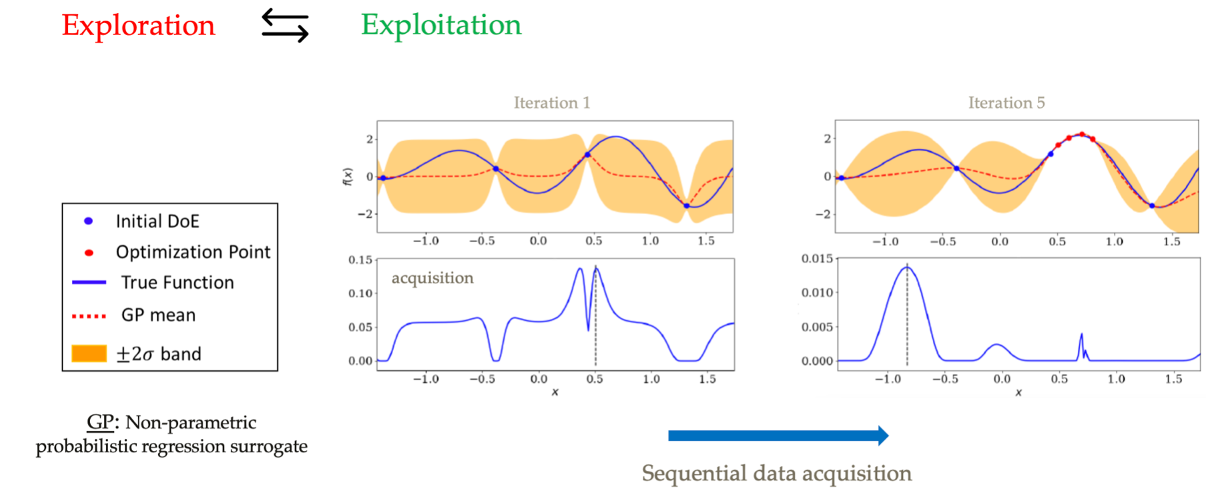 Exploration ⇆ Exploitation
Iteration 1
Iteration 5
2
0
−2
f(x)
−1.0 −0.5 0.0 0.5 1.0 1.5
2
0
−2
−1.0 −0.5 0.0 0.5 1.0 1.5
Initial DoE
Optimization Point
True Function
GP mean
±2σ band
acquisition
0.15
0.10
0.05
0.00
−1.0 −0.5 0.0 0.5 1.0 1.5
x
0.015
0.010
0.005
0.000
−1.0 −0.5 0.0 0.5 1.0 1.5
x
GP: Non-parametric
probabilistic regression surrogate
Sequential data acquisition